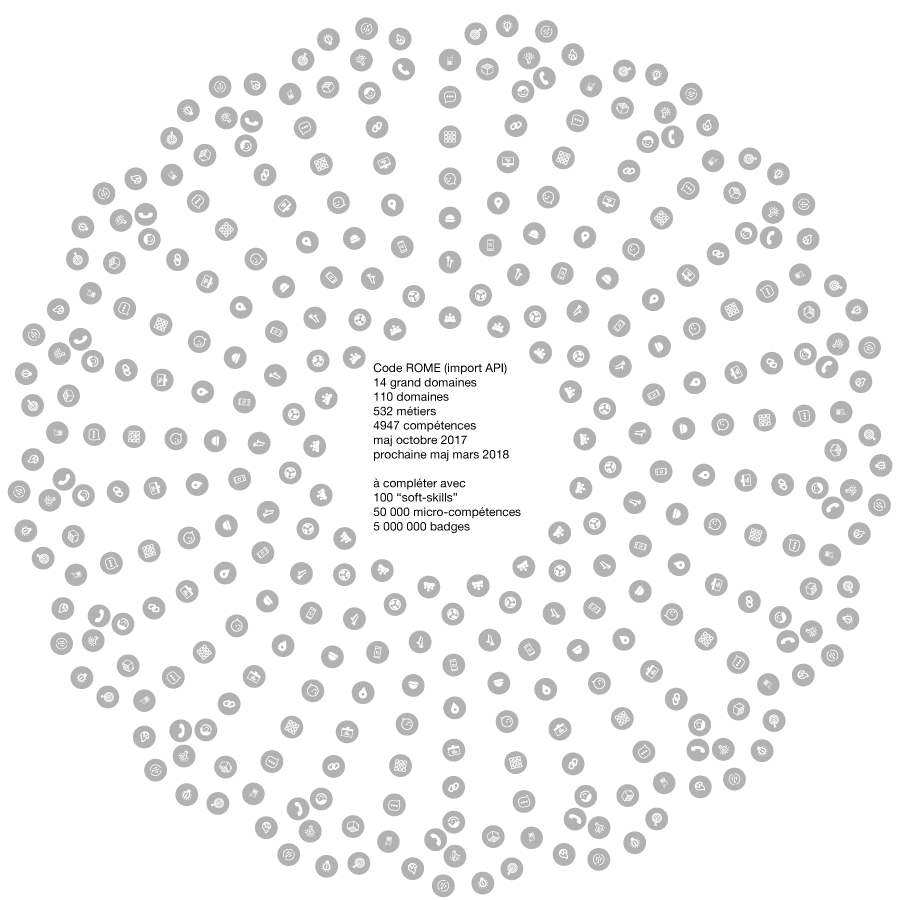 Code ROME (import API)
14 grand domaines
110 domaines
532 métiers
4947 compétences
maj octobre 2017
prochaine maj mars 2018
à compléter avec
100 “soft-skills”
50 000 micro-compétences
5 000 000 badges